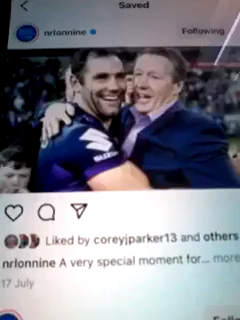 Saved
nrlonnine
Following
Liked by coreyjparker13 and others
nrlonnine A very special moment for... more
17 July